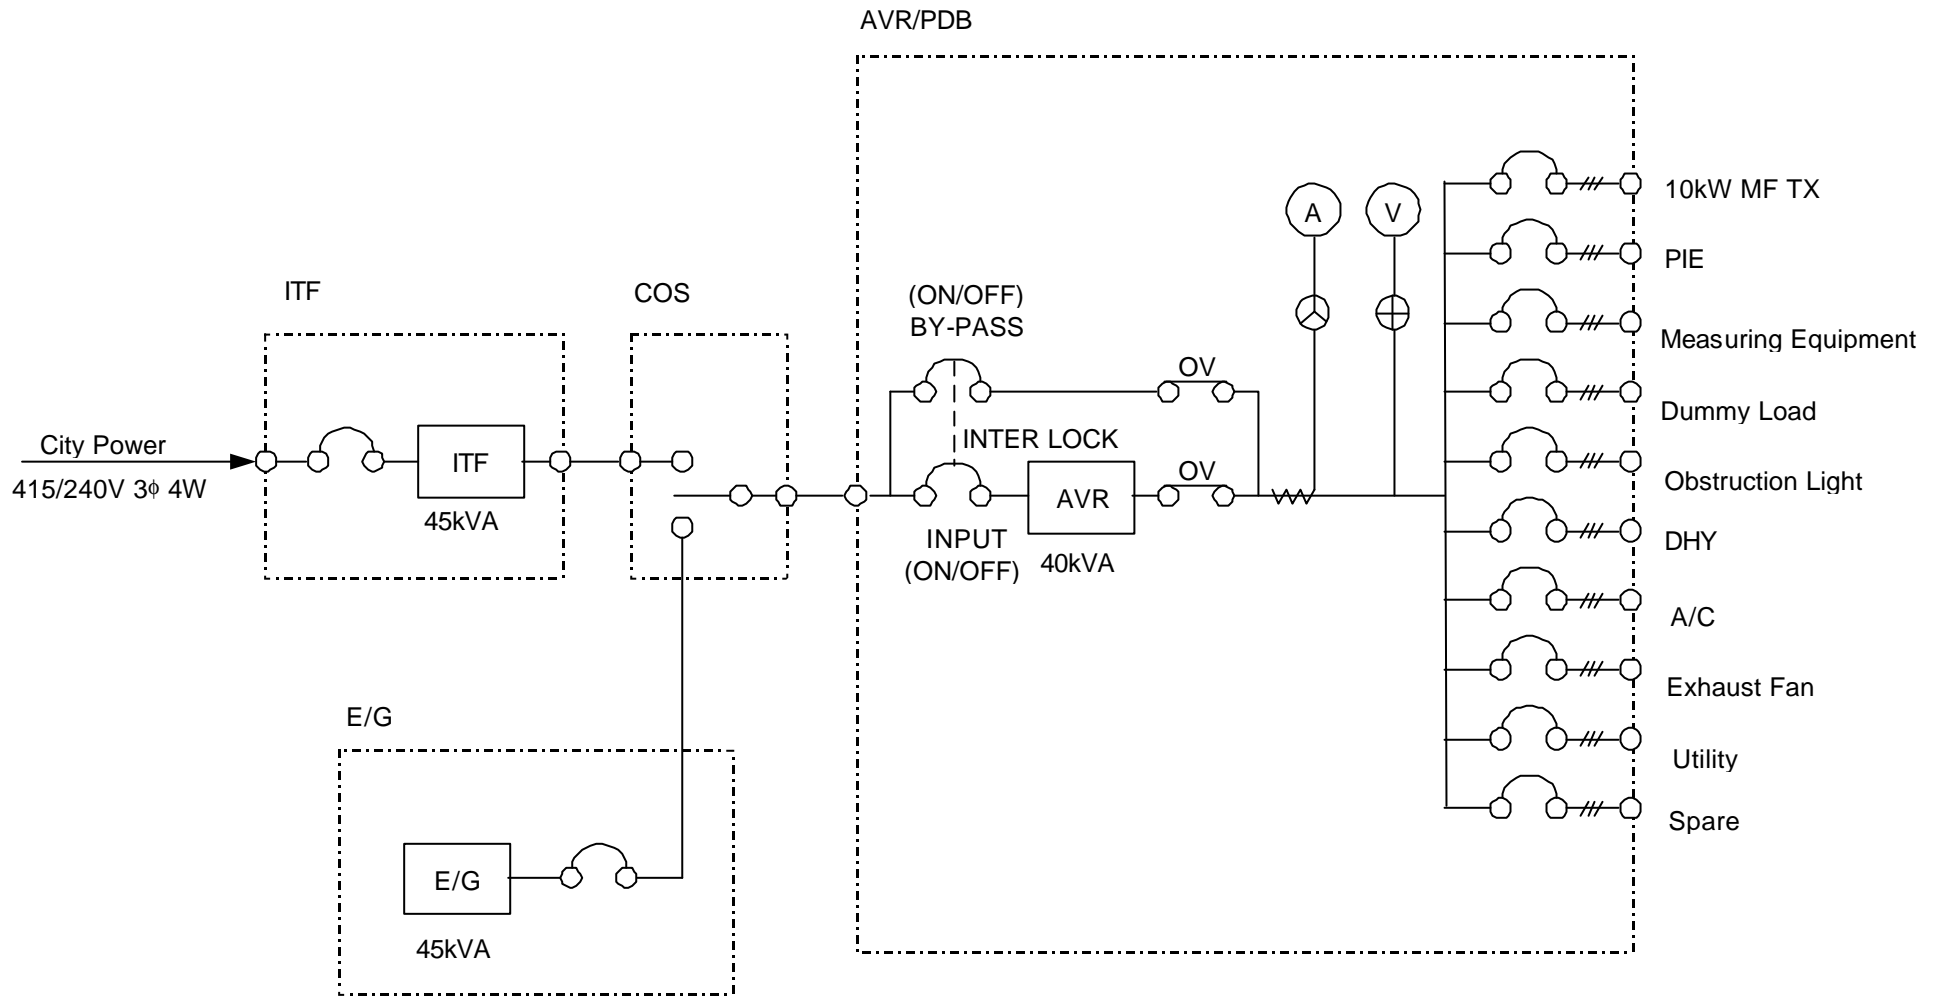 AVR/PDB
10kW MF TX
A
V
PIE
ITF
COS
(ON/OFF)
BY-PASS
Measuring Equipment
OV
Dummy Load
City Power
INTER LOCK
ITF
OV
415/240V 3ϕ 4W
45kVA
AVR
Obstruction Light
INPUT
(ON/OFF)
40kVA
DHY
A/C
Exhaust Fan
E/G
Utility
Spare
E/G
45kVA